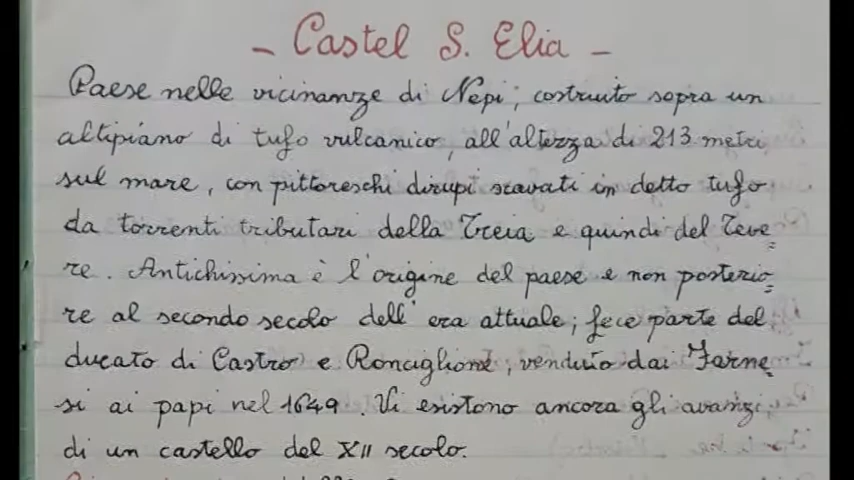 - Castel S. Elia -
Paese nelle vicinanze di Nepi; costruito sopra un
altipiano di tufo vulcanico, all'altezza di 213 metri
sul mare, con pittoreschi dirupi scavati in detto tufo
da torrenti tributari della Treia e quindi del Teve=
re. Antichissima è l'origine del paese e non posterio=
re al secondo secolo dell'era attuale; fece parte del
ducato di Castro e Ronciglione, venduto dai Farne=
si ai papi nel 1649. Vi esistono ancora gli avanzi
di un castello del XII secolo.